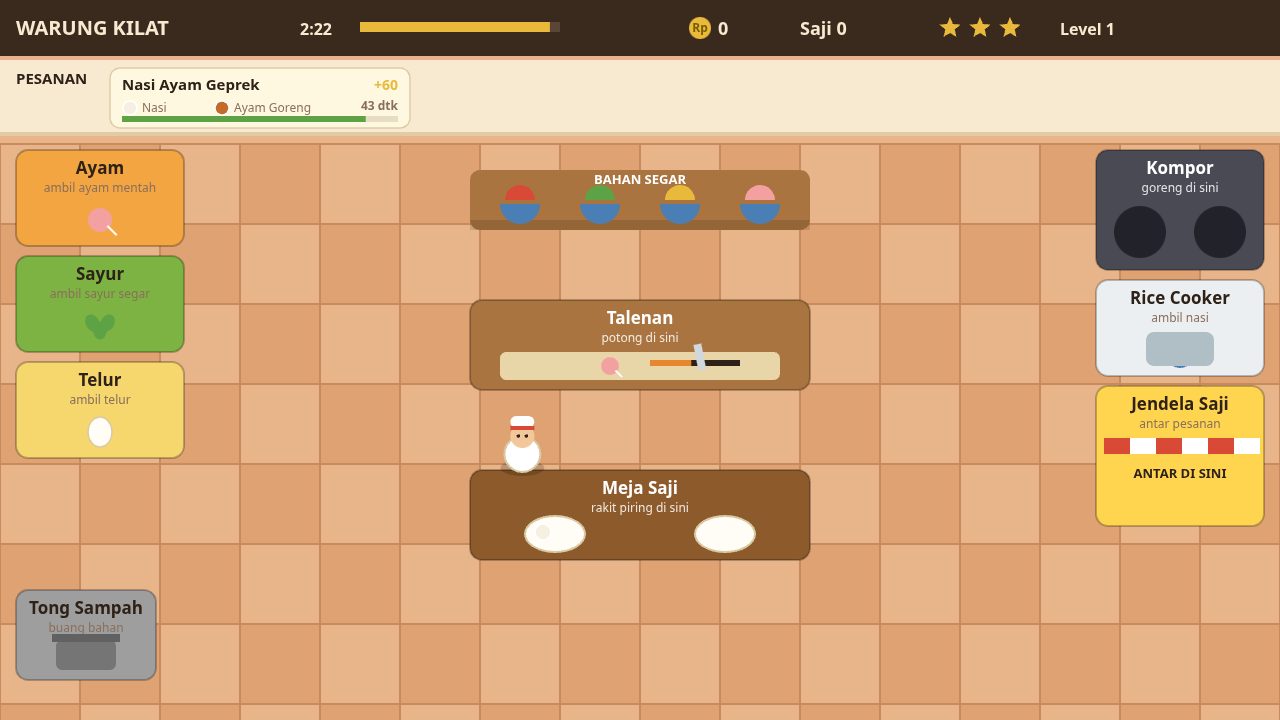 WARUNG KILAT
2:22
Rp 0
Saji 0
Level 1
PESANAN
Nasi Ayam Geprek
+60
Nasi
Ayam Goreng
43 dtk
Ayam
ambil ayam mentah
Sayur
ambil sayur segar
Telur
ambil telur
BAHAN SEGAR
Talenan
potong di sini
Meja Saji
rakit piring di sini
Kompor
goreng di sini
Rice Cooker
ambil nasi
Jendela Saji
antar pesanan
ANTAR DI SINI
Tong Sampah
buang bahan